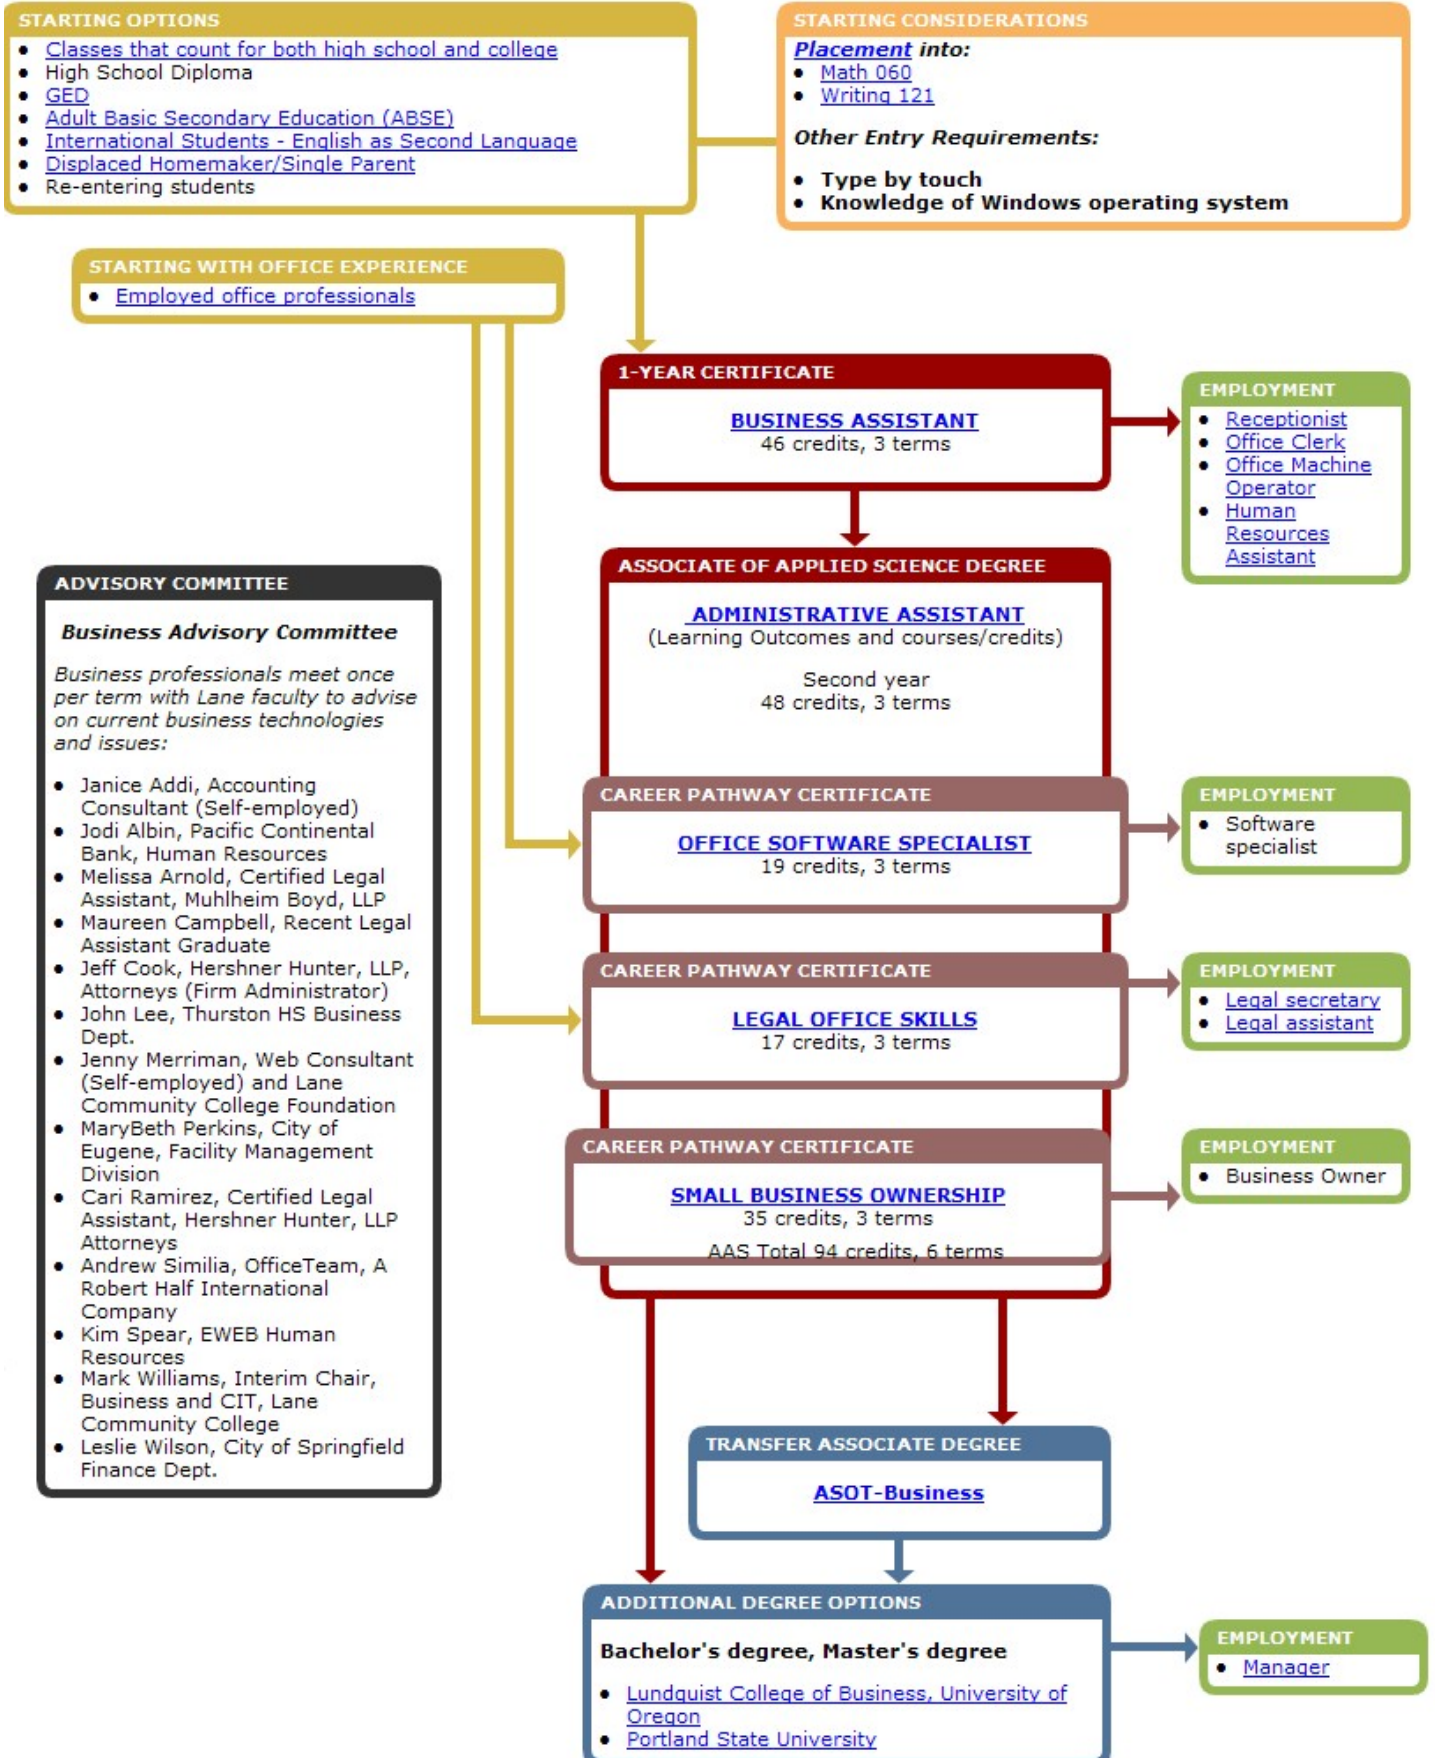 STARTING OPTIONS
• Classes that count for both high school and college
• High School Diploma
• GED
• Adult Basic Secondary Education (ABSE)
• International Students - English as Second Language
• Displaced Homemaker/Single Parent
• Re-entering students
STARTING CONSIDERATIONS
Placement into:
• Math 060
• Writing 121
Other Entry Requirements:
• Type by touch
• Knowledge of Windows operating system
STARTING WITH OFFICE EXPERIENCE
• Employed office professionals
1-YEAR CERTIFICATE
BUSINESS ASSISTANT
46 credits, 3 terms
EMPLOYMENT
• Receptionist
• Office Clerk
• Office Machine
Operator
• Human
Resources
Assistant
ADVISORY COMMITTEE
Business Advisory Committee
Business professionals meet once
per term with Lane faculty to advise
on current business technologies
and issues:
• Janice Addi, Accounting
Consultant (Self-employed)
• Jodi Albin, Pacific Continental
Bank, Human Resources
• Melissa Arnold, Certified Legal
Assistant, Muhlheim Boyd, LLP
• Maureen Campbell, Recent Legal
Assistant Graduate
• Jeff Cook, Hershner Hunter, LLP,
Attorneys (Firm Administrator)
• John Lee, Thurston HS Business
Dept.
• Jenny Merriman, Web Consultant
(Self-employed) and Lane
Community College Foundation
• MaryBeth Perkins, City of
Eugene, Facility Management
Division
• Cari Ramirez, Certified Legal
Assistant, Hershner Hunter, LLP
Attorneys
• Andrew Similia, OfficeTeam, A
Robert Half International
Company
• Kim Spear, EWEB Human
Resources
• Mark Williams, Interim Chair,
Business and CIT, Lane
Community College
• Leslie Wilson, City of Springfield
Finance Dept.
ASSOCIATE OF APPLIED SCIENCE DEGREE
ADMINISTRATIVE ASSISTANT
(Learning Outcomes and courses/credits)
Second year
48 credits, 3 terms
CAREER PATHWAY CERTIFICATE
OFFICE SOFTWARE SPECIALIST
19 credits, 3 terms
EMPLOYMENT
• Software
specialist
CAREER PATHWAY CERTIFICATE
LEGAL OFFICE SKILLS
17 credits, 3 terms
EMPLOYMENT
• Legal secretary
• Legal assistant
CAREER PATHWAY CERTIFICATE
SMALL BUSINESS OWNERSHIP
35 credits, 3 terms
AAS Total 94 credits, 6 terms
EMPLOYMENT
• Business Owner
TRANSFER ASSOCIATE DEGREE
ASOT-Business
ADDITIONAL DEGREE OPTIONS
Bachelor's degree, Master's degree
• Lundquist College of Business, University of
Oregon
• Portland State University
EMPLOYMENT
• Manager